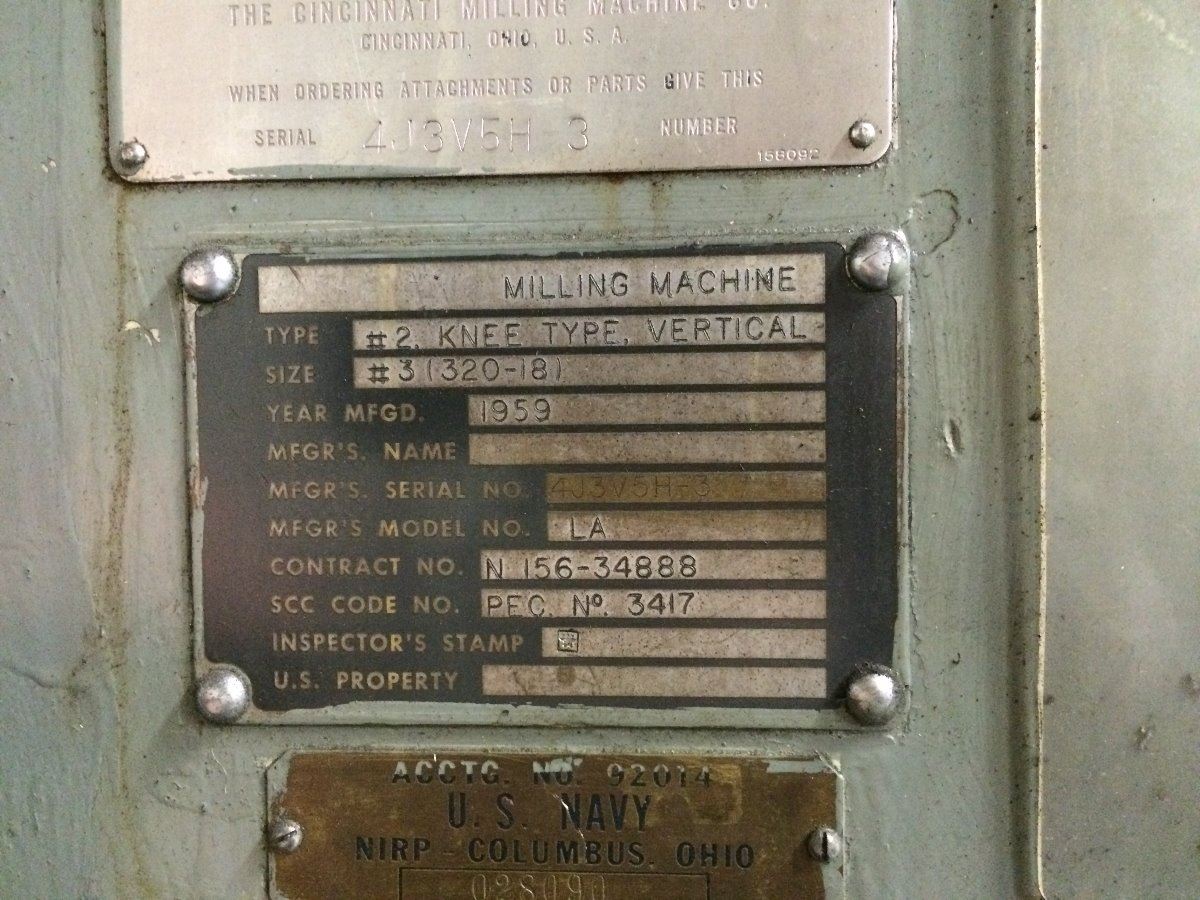 THE CINCINNATI MILLING MACHINE CO.
CINCINNATI, OHIO, U. S. A.
WHEN ORDERING ATTACHMENTS OR PARTS GIVE THIS
SERIAL 4J3V5H-3 NUMBER
156092
MILLING MACHINE
TYPE #2, KNEE TYPE, VERTICAL
SIZE #3 (320-18)
YEAR MFGD. 1959
MFGR'S. NAME
MFGR'S. SERIAL NO. 4J3V5H-3
MFGR'S MODEL NO. LA
CONTRACT NO. N 156-34888
SCC CODE NO. PEC. Nº. 3417
INSPECTOR'S STAMP
U.S. PROPERTY
ACCTG. NO. 92014
U. S. NAVY
NIRP - COLUMBUS, OHIO
028090